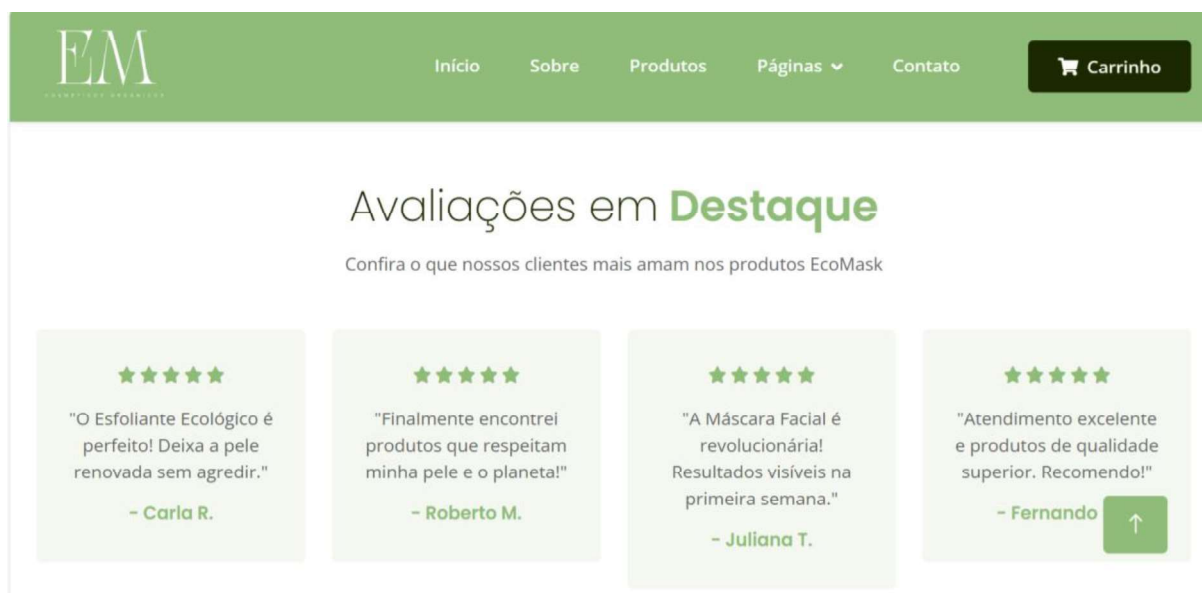 EM
COSMÉTICOS ORGÂNICOS
Início Sobre Produtos Páginas Contato Carrinho
Avaliações em Destaque
Confira o que nossos clientes mais amam nos produtos EcoMask
"O Esfoliante Ecológico é
perfeito! Deixa a pele
renovada sem agredir."
- Carla R.
"Finalmente encontrei
produtos que respeitam
minha pele e o planeta!"
- Roberto M.
"A Máscara Facial é
revolucionária!
Resultados visíveis na
primeira semana."
- Juliana T.
"Atendimento excelente
e produtos de qualidade
superior. Recomendo!"
- Fernando